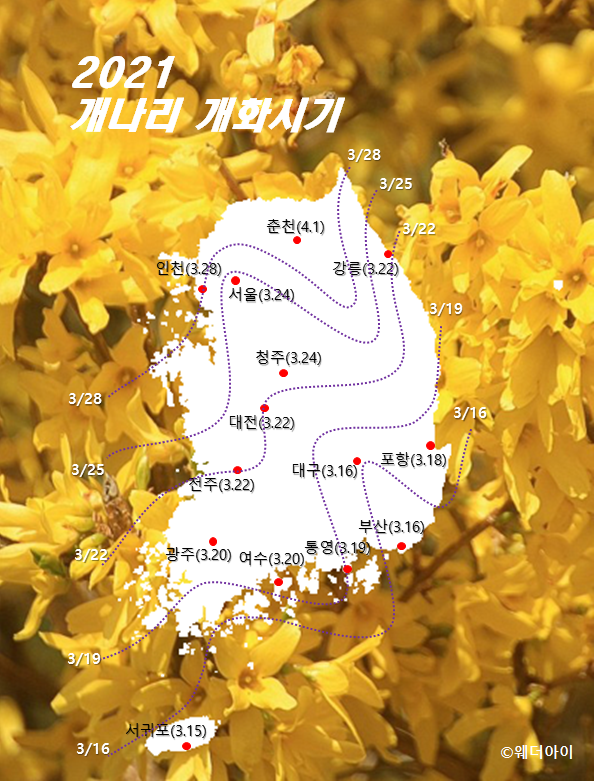 2021
개나리 개화시기
3/28
3/25
3/22
춘천(4.1)
인천(3.28)
강릉(3.22)
서울(3.24)
3/19
청주(3.24)
3/28
3/16
대전(3.22)
포항(3.18)
3/25
대구(3.16)
전주(3.22)
부산(3.16)
3/22
광주(3.20)
여수(3.20)
통영(3.19)
3/19
서귀포(3.15)
3/16
©웨더아이